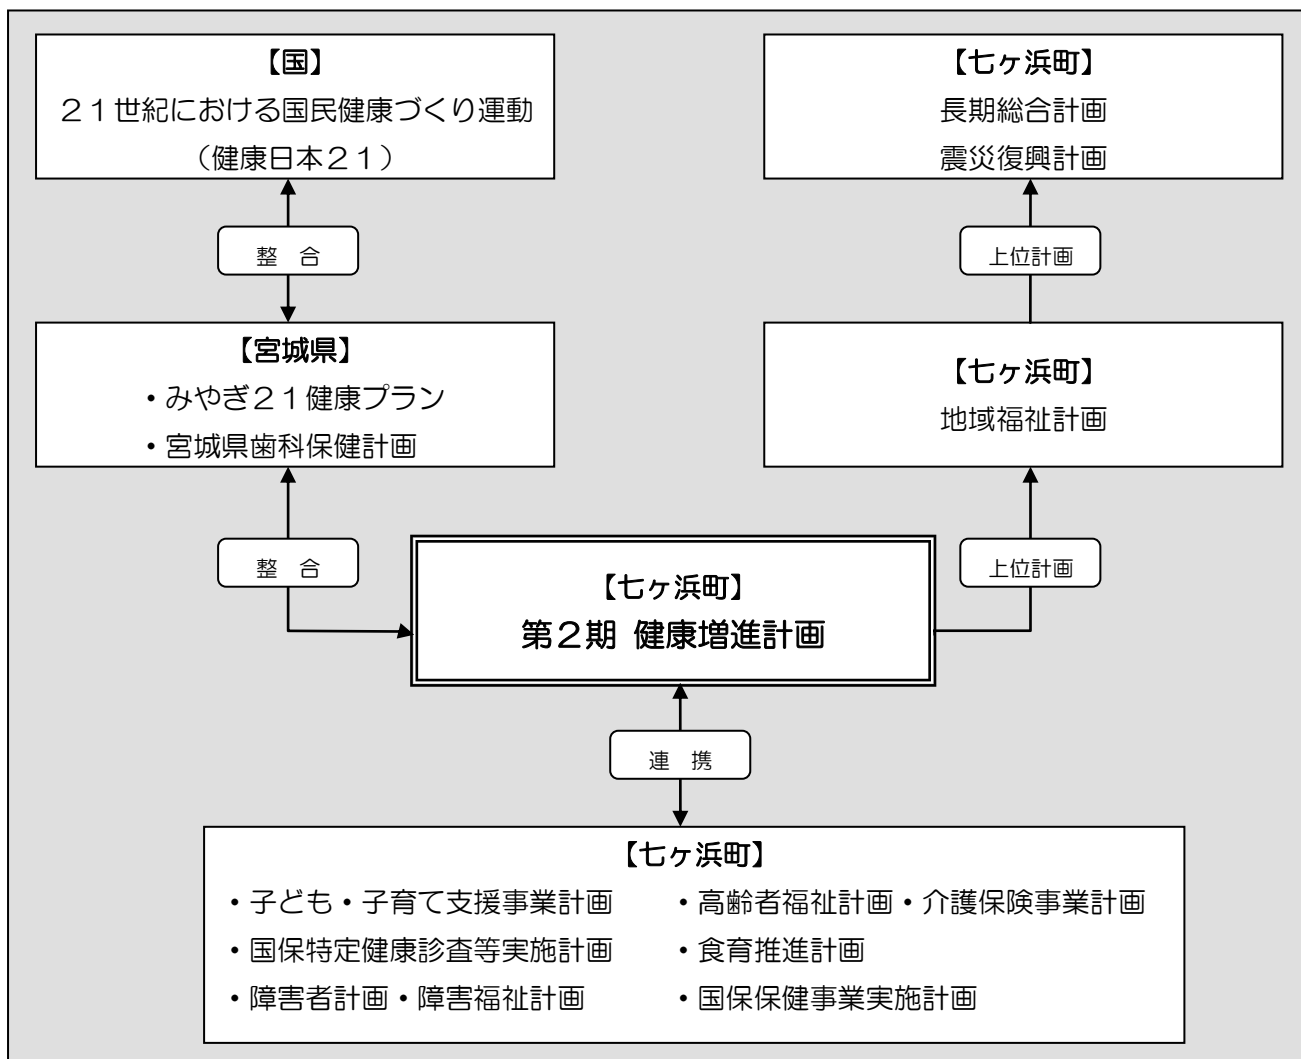 【国】
２１世紀における国民健康づくり運動
（健康日本２１）
【七ヶ浜町】
長期総合計画
震災復興計画
整　合
上位計画
【宮城県】
・みやぎ２１健康プラン
・宮城県歯科保健計画
【七ヶ浜町】
地域福祉計画
整　合
上位計画
【七ヶ浜町】
第２期 健康増進計画
連　携
【七ヶ浜町】
・子ども・子育て支援事業計画
・国保特定健康診査等実施計画
・障害者計画・障害福祉計画
・高齢者福祉計画・介護保険事業計画
・食育推進計画
・国保保健事業実施計画